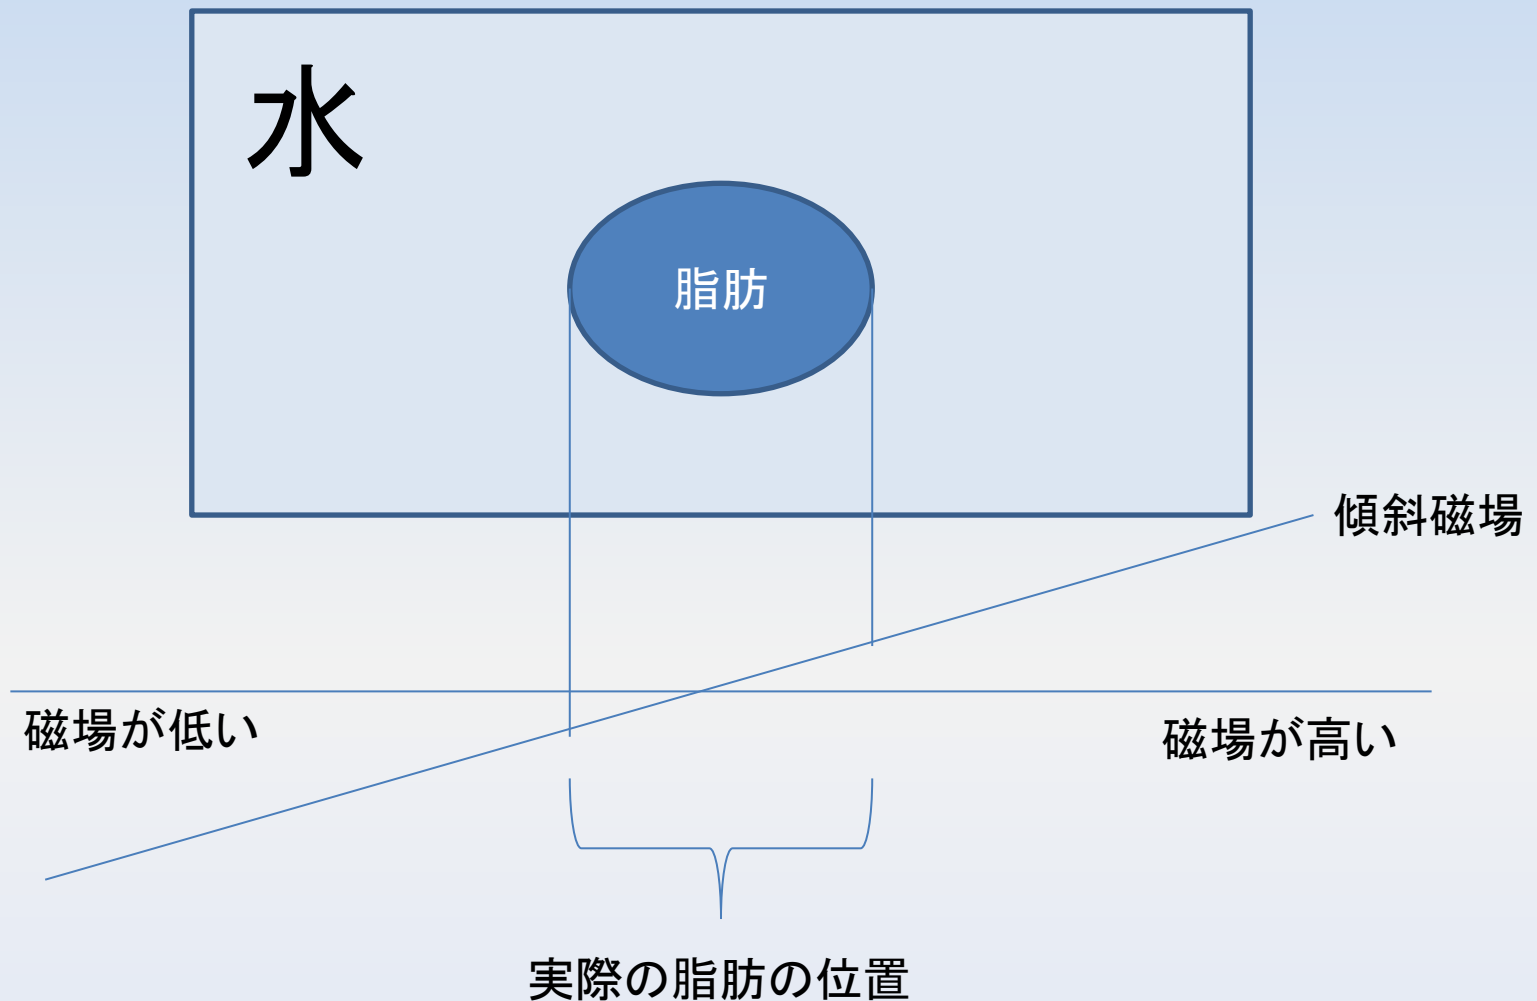 水
脂肪
傾斜磁場
磁場が低い
磁場が高い
実際の脂肪の位置